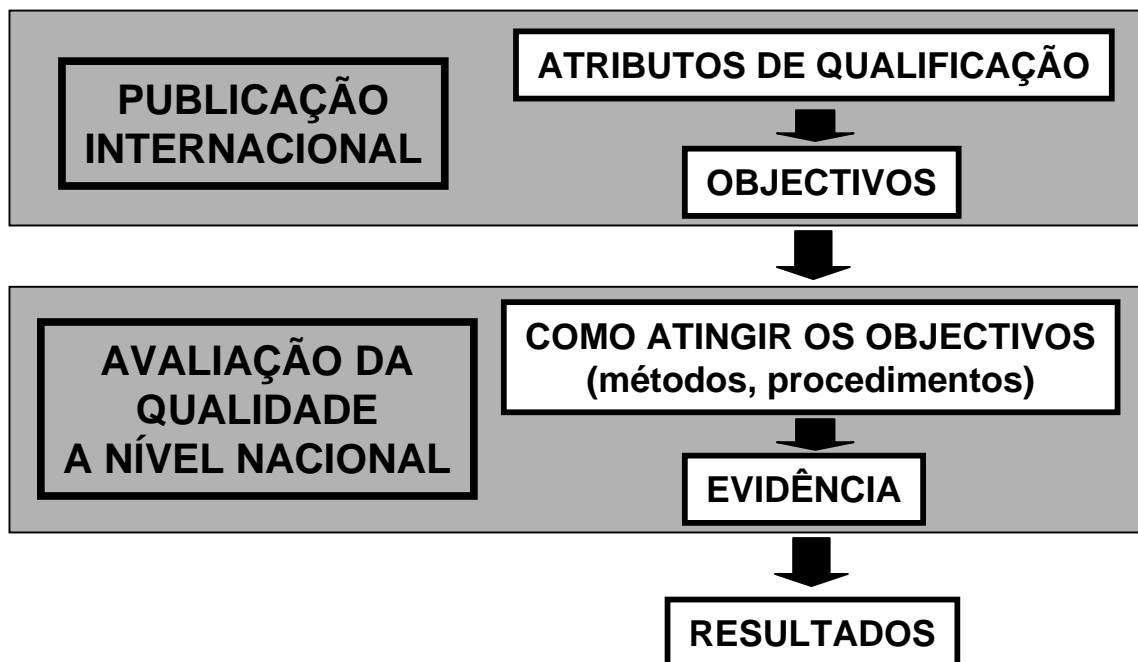 PUBLICAÇÃO
INTERNACIONAL
ATRIBUTOS DE QUALIFICAÇÃO
OBJECTIVOS
AVALIAÇÃO DA
QUALIDADE
A NÍVEL NACIONAL
COMO ATINGIR OS OBJECTIVOS
(métodos, procedimentos)
EVIDÊNCIA
RESULTADOS